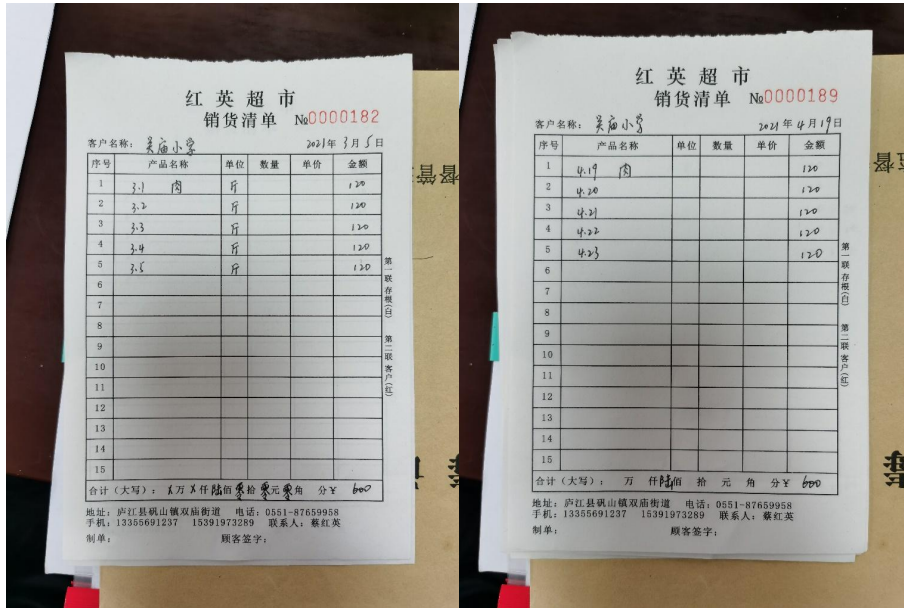 红英超市
销货清单 №0000182
客户名称：吴庙小学 2021年3月5日
序号 产品名称 单位 数量 单价 金额
1 3.1 肉 斤 120
2 3.2 斤 120
3 3.3 斤 120
4 3.4 斤 120
5 3.5 斤 120
6
7
8
9
10
11
12
13
14
15
合计（大写）： X万X仟陆佰零拾零元零角 分￥ 600
地址：庐江县矾山镇双庙街道 电话：0551-87659958
手机：13355691237 15391973289 联系人：蔡红英
制单： 顾客签字：
第一联 存根（白） 第二联 客户（红）
红英超市
销货清单 №0000189
客户名称：吴庙小学 2021年4月19日
序号 产品名称 单位 数量 单价 金额
1 4.19 肉 120
2 4.20 120
3 4.21 120
4 4.22 120
5 4.23 120
6
7
8
9
10
11
12
13
14
15
合计（大写）： 万 仟陆佰 拾 元 角 分￥ 600
地址：庐江县矾山镇双庙街道 电话：0551-87659958
手机：13355691237 15391973289 联系人：蔡红英
制单： 顾客签字：
第一联 存根（白） 第二联 客户（红）
督管